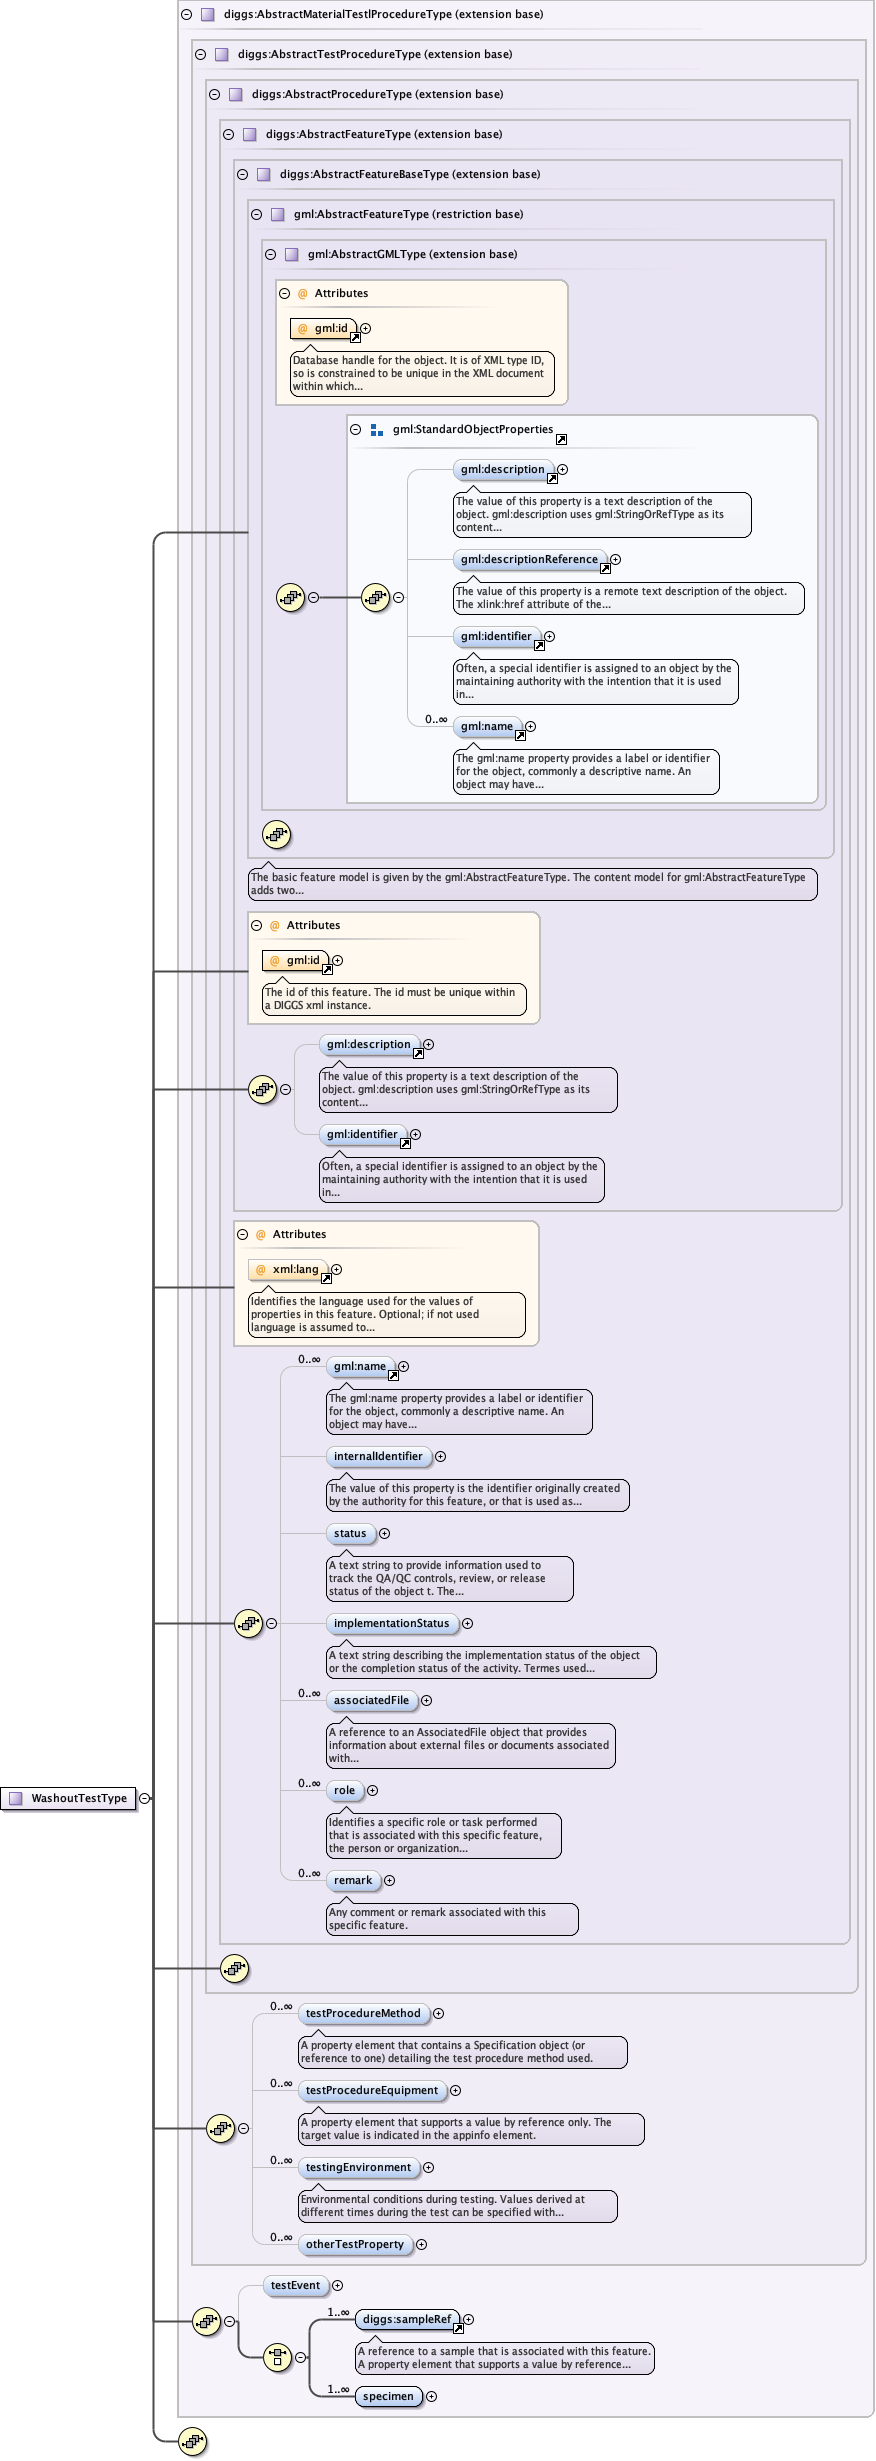 diggs:AbstractMaterialTestlProcedureType (extension base)
diggs:AbstractTestProcedureType (extension base)
diggs:AbstractProcedureType (extension base)
diggs:AbstractFeatureType (extension base)
diggs:AbstractFeatureBaseType (extension base)
gml:AbstractFeatureType (restriction base)
gml:AbstractGMLType (extension base)
@ Attributes
@ gml:id
Database handle for the object. It is of XML type ID,
so is constrained to be unique in the XML document
within which...
gml:StandardObjectProperties
gml:description
The value of this property is a text description of the
object. gml:description uses gml:StringOrRefType as its
content...
gml:descriptionReference
The value of this property is a remote text description of the object.
The xlink:href attribute of the...
gml:identifier
Often, a special identifier is assigned to an object by the
maintaining authority with the intention that it is used
in...
0..∞
gml:name
The gml:name property provides a label or identifier
for the object, commonly a descriptive name. An
object may have...
The basic feature model is given by the gml:AbstractFeatureType. The content model for gml:AbstractFeatureType
adds two...
@ Attributes
@ gml:id
The id of this feature. The id must be unique within
a DIGGS xml instance.
gml:description
The value of this property is a text description of the
object. gml:description uses gml:StringOrRefType as its
content...
gml:identifier
Often, a special identifier is assigned to an object by the
maintaining authority with the intention that it is used
in...
@ Attributes
@ xml:lang
Identifies the language used for the values of
properties in this feature. Optional; if not used
language is assumed to...
0..∞
gml:name
The gml:name property provides a label or identifier
for the object, commonly a descriptive name. An
object may have...
internalIdentifier
The value of this property is the identifier originally created
by the authority for this feature, or that is used as...
status
A text string to provide information used to
track the QA/QC controls, review, or release
status of the object t. The...
implementationStatus
A text string describing the implementation status of the object
or the completion status of the activity. Termes used...
0..∞
associatedFile
A reference to an AssociatedFile object that provides
information about external files or documents associated
with...
0..∞
role
Identifies a specific role or task performed
that is associated with this specific feature,
the person or organization...
WashoutTestType
0..∞
remark
Any comment or remark associated with this
specific feature.
0..∞
testProcedureMethod
A property element that contains a Specification object (or
reference to one) detailing the test procedure method used.
0..∞
testProcedureEquipment
A property element that supports a value by reference only. The
target value is indicated in the appinfo element.
0..∞
testingEnvironment
Environmental conditions during testing. Values derived at
different times during the test can be specified with...
0..∞
otherTestProperty
testEvent
1..∞
diggs:sampleRef
A reference to a sample that is associated with this feature.
A property element that supports a value by reference...
1..∞
specimen